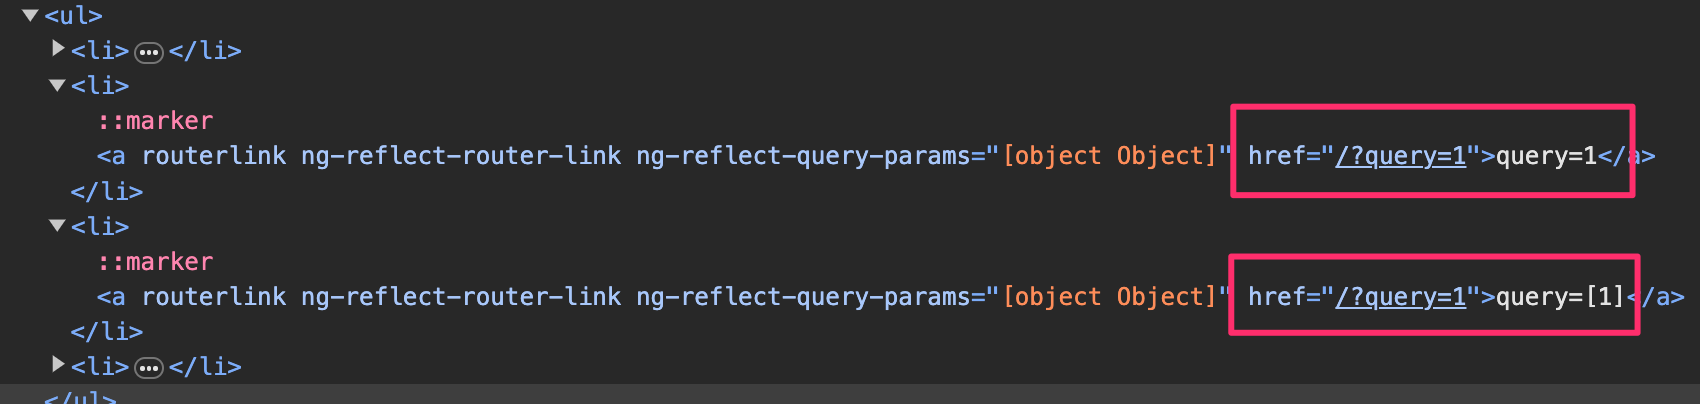 <ul>
<li> ••• </li>
<li>
::marker
<a routerlink ng-reflect-router-link ng-reflect-query-params="[object Object]" href="/?query=1">query=1</a>
</li>
<li>
::marker
<a routerlink ng-reflect-router-link ng-reflect-query-params="[object Object]" href="/?query=1">query=[1]</a>
</li>
<li> ••• </li>
</ul>